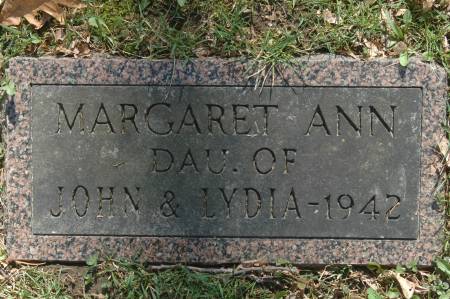 MARGARET ANN
DAU. OF
JOHN & LYDIA-1942